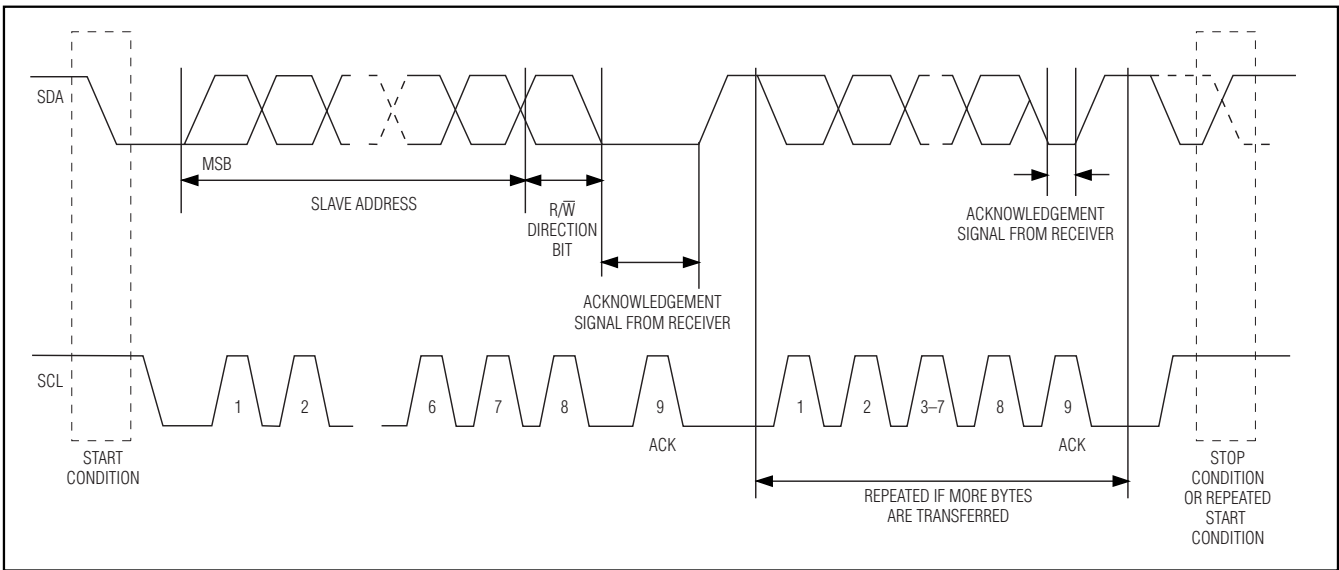 SDA
MSB
SLAVE ADDRESS
R/W̅
DIRECTION
BIT
ACKNOWLEDGEMENT
SIGNAL FROM RECEIVER
ACKNOWLEDGEMENT
SIGNAL FROM RECEIVER
SCL
1
2
6
7
8
9
1
2
3–7
8
9
ACK
ACK
START
CONDITION
REPEATED IF MORE BYTES
ARE TRANSFERRED
STOP
CONDITION
OR REPEATED
START
CONDITION